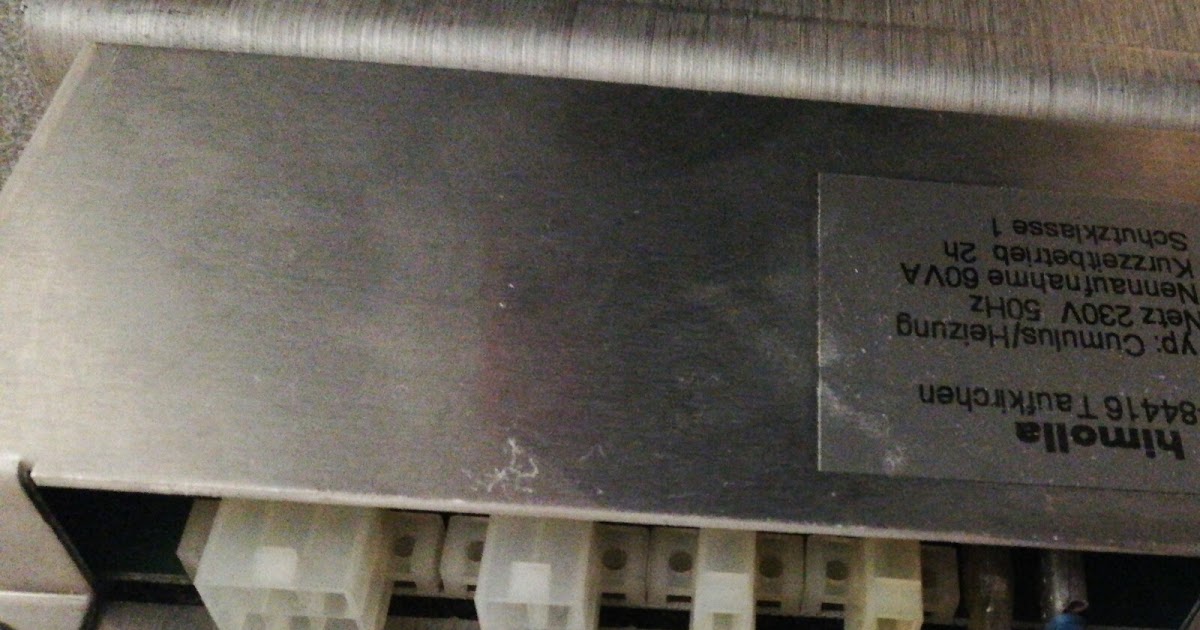 himolla
84416 Taufkirchen
yp: Cumulus/Heizung
Netz 230V 50Hz
Nennaufnahme 60VA
Kurzzeitbetrieb 2h
Schutzklasse 1